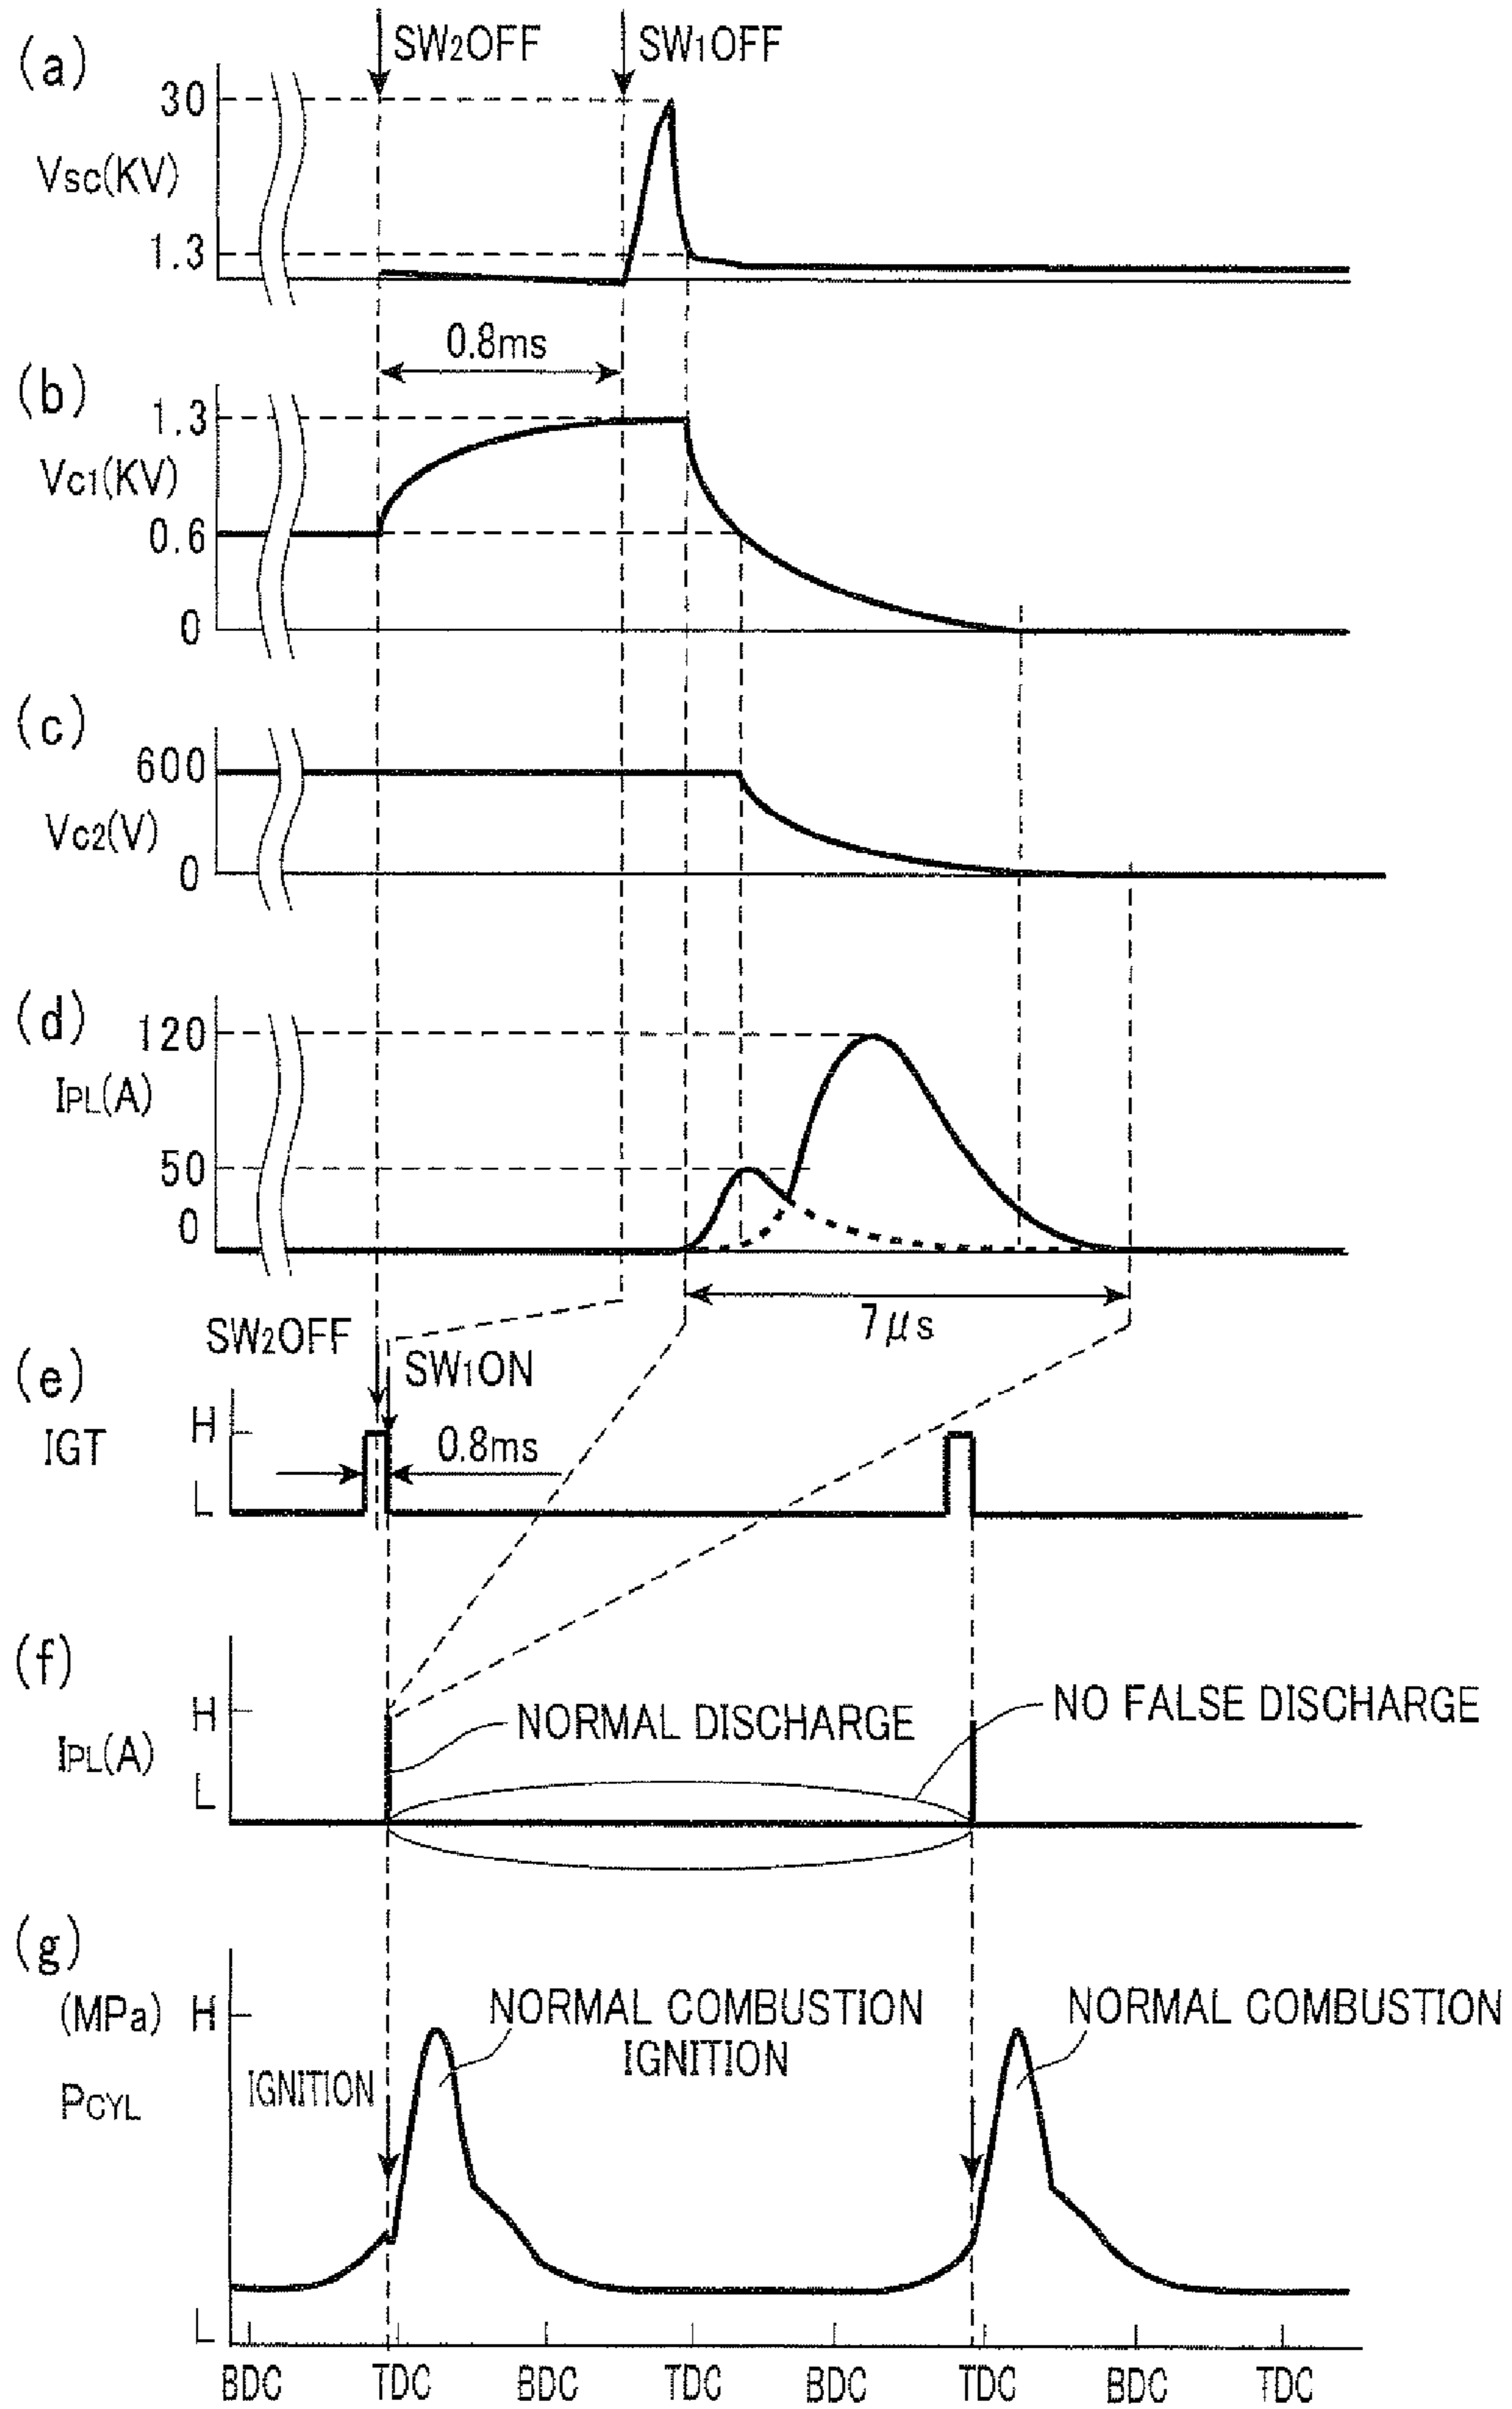 (a)
SW2OFF
SW1OFF
30
Vsc(KV)
1.3
0.8ms
(b)
1.3
Vc1(KV)
0.6
0
(c)
600
Vc2(V)
0
(d)
120
IPL(A)
50
0
7μs
SW2OFF
(e)
SW1ON
H
IGT
0.8ms
L
(f)
H
NORMAL DISCHARGE
NO FALSE DISCHARGE
IPL(A)
L
(g)
(MPa)
H
NORMAL COMBUSTION
IGNITION
NORMAL COMBUSTION
IGNITION
PCYL
L
BDC TDC BDC TDC BDC TDC BDC TDC